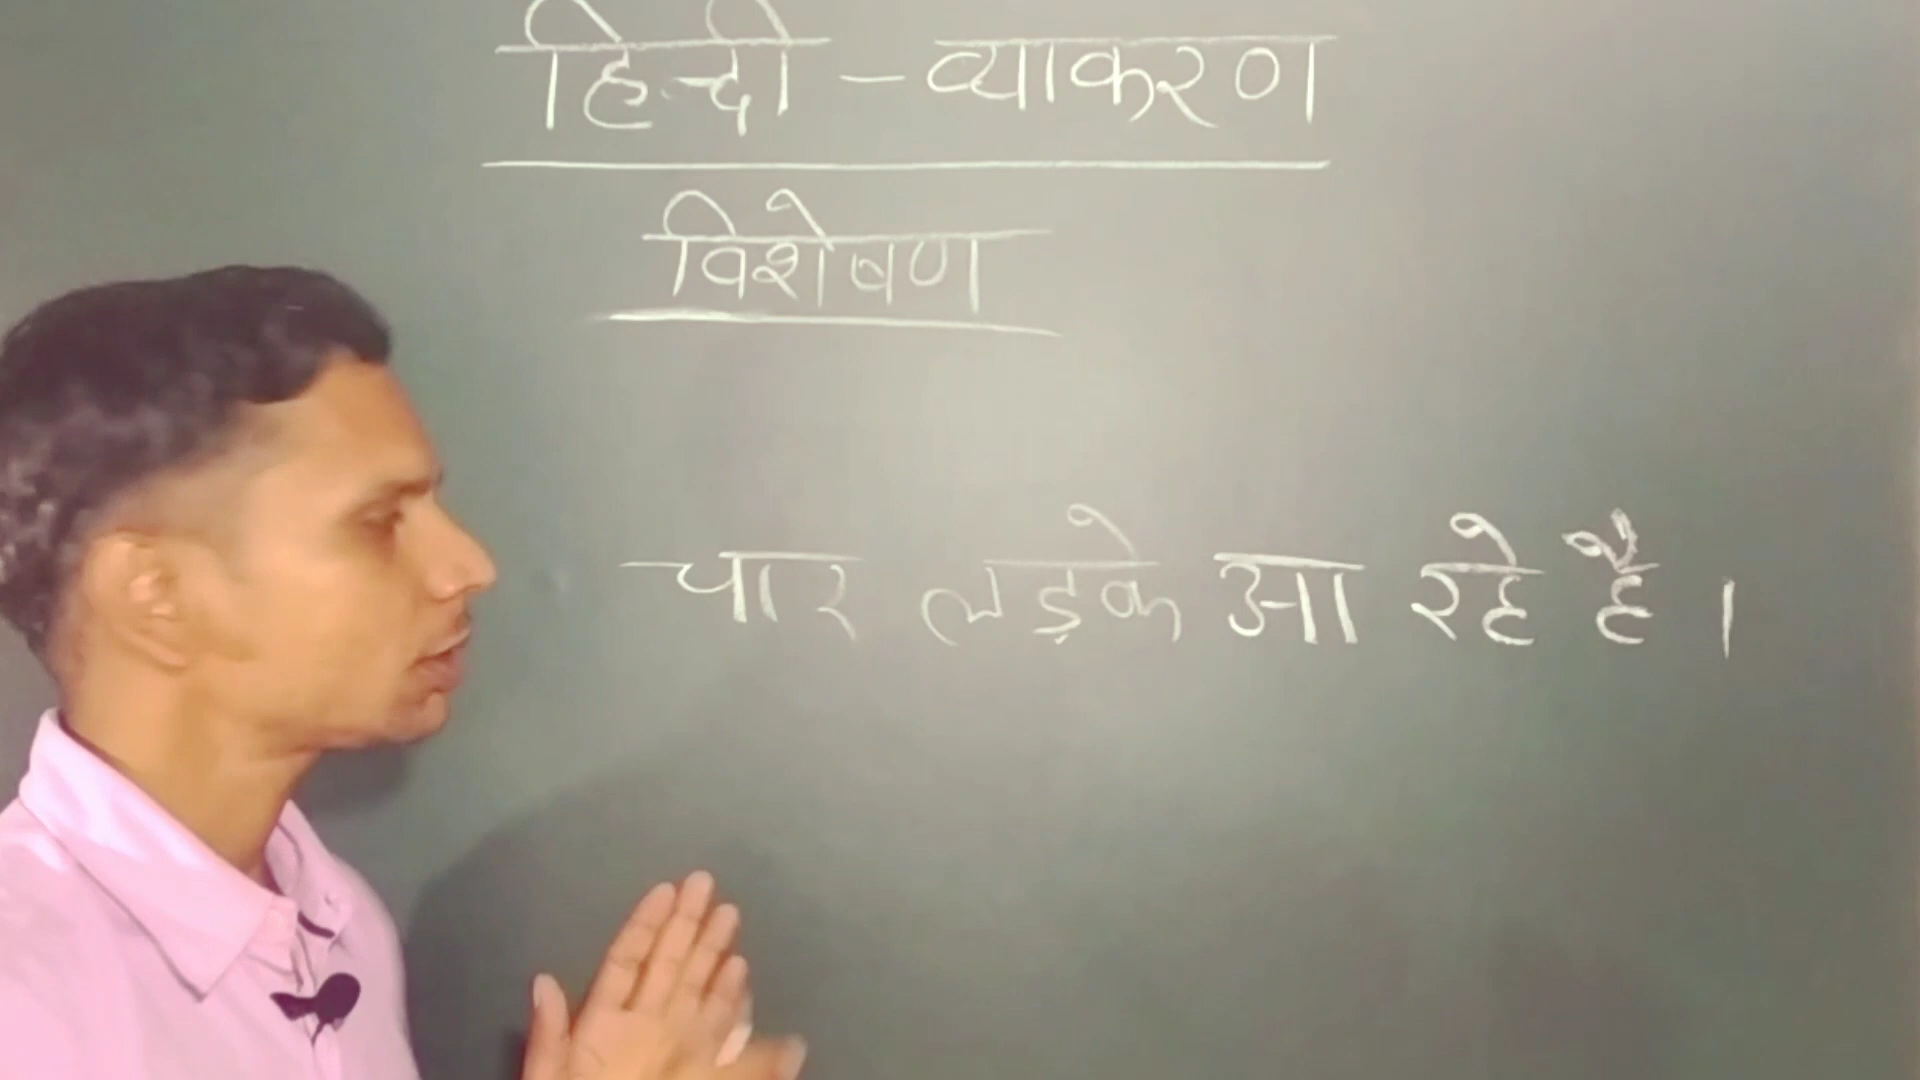 हिन्दी - व्याकरण
विशेषण
चार लड़के आ रहे है ।